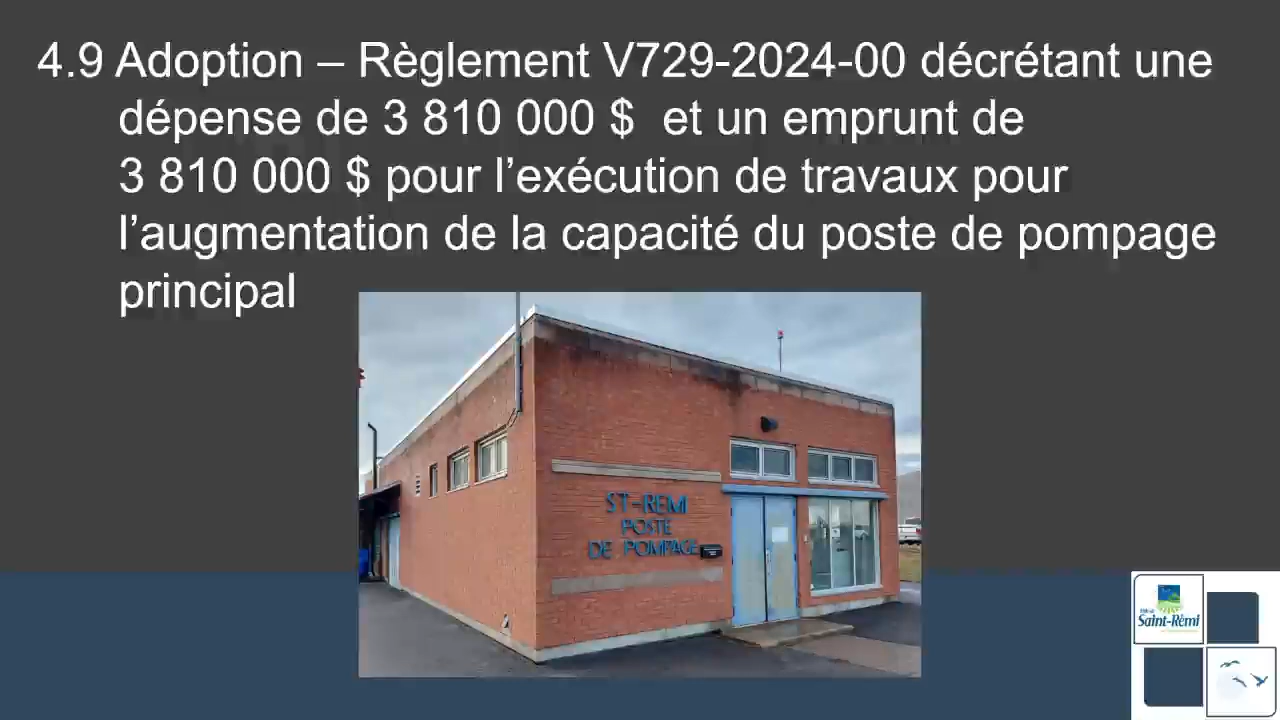 4.9 Adoption – Règlement V729-2024-00 décrétant une
dépense de 3 810 000 $ et un emprunt de
3 810 000 $ pour l’exécution de travaux pour
l’augmentation de la capacité du poste de pompage
principal
ST-REMI
POSTE
DE POMPAGE
Saint-Rémi